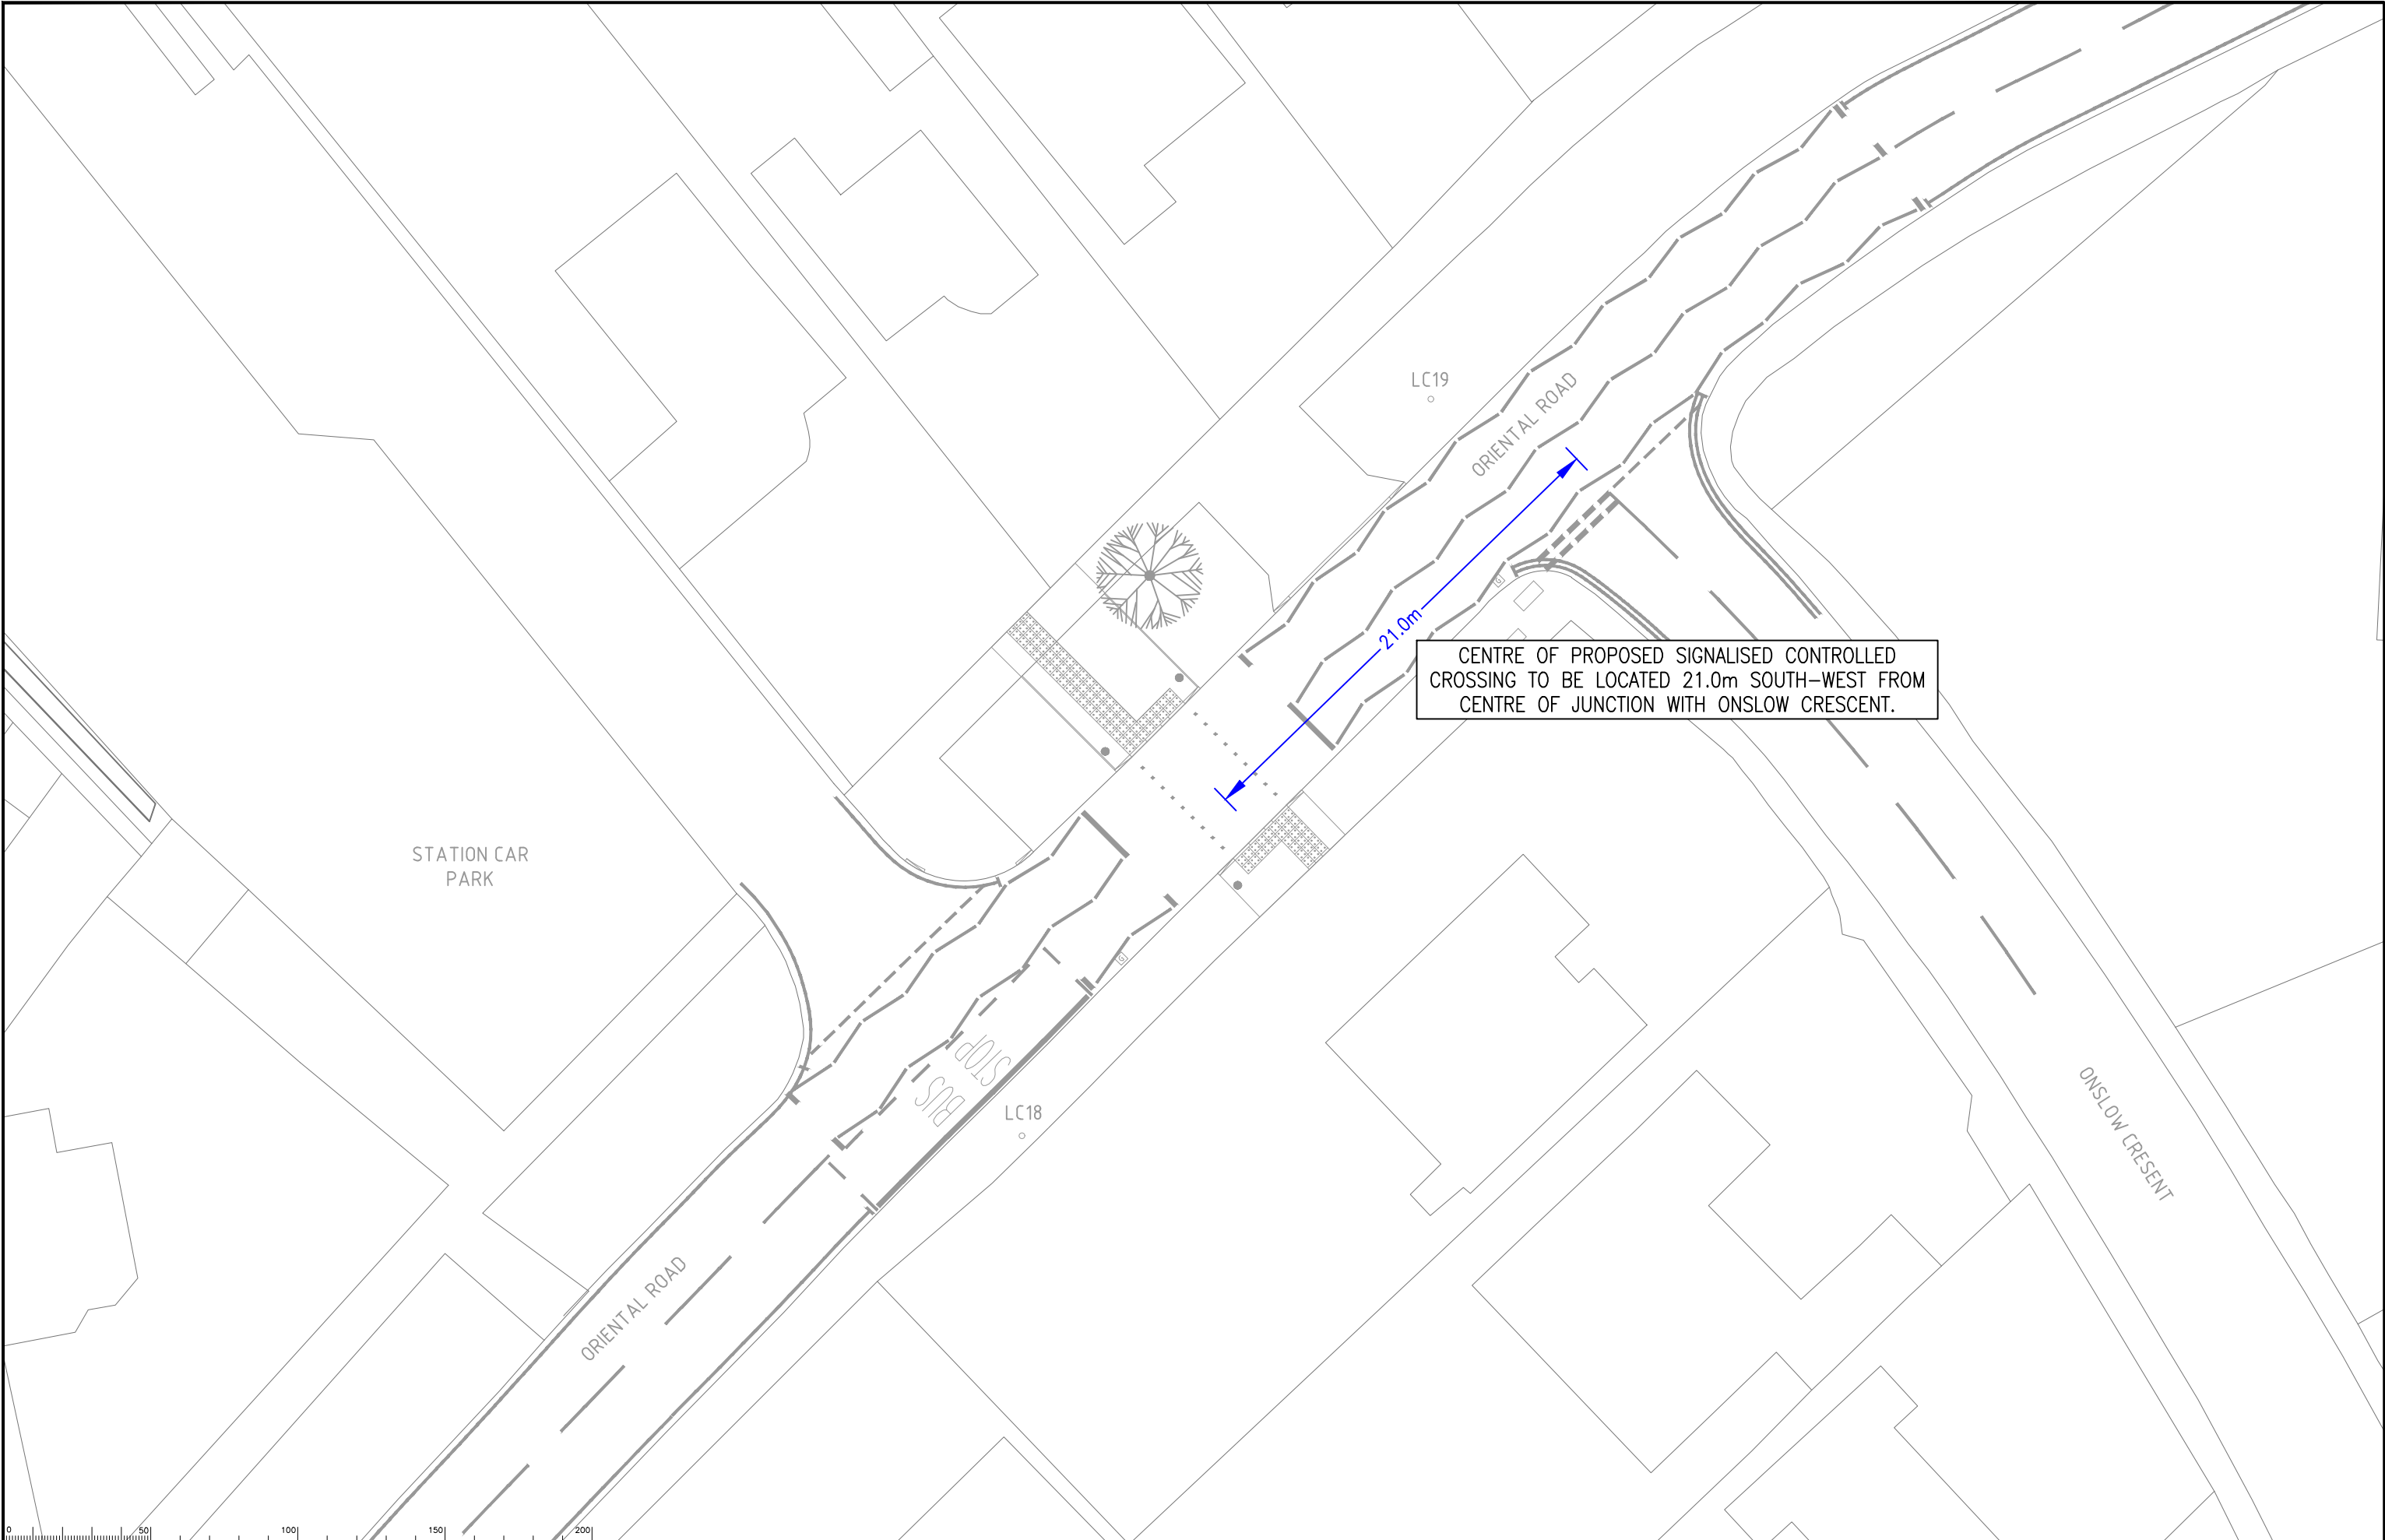 LC19
ORIENTAL ROAD
21.0m
CENTRE OF PROPOSED SIGNALISED CONTROLLED
CROSSING TO BE LOCATED 21.0m SOUTH-WEST FROM
CENTRE OF JUNCTION WITH ONSLOW CRESCENT.
G
STATION CAR
PARK
G
STOP
BUS
LC18
ONSLOW CRESENT
ORIENTAL ROAD
0 50 100 150 200